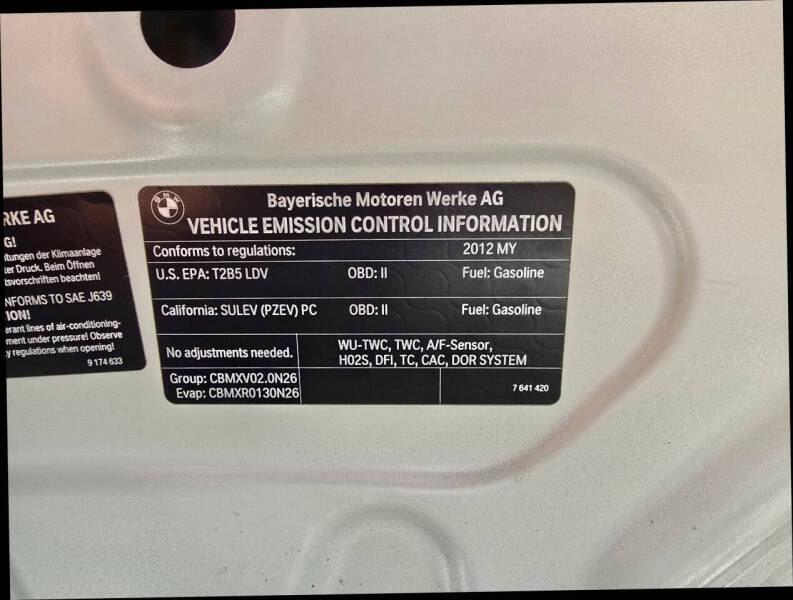 RKE AG
G!
itungen der Klimaanlage
ter Druck. Beim Öffnen
tsvorschriften beachten!
NFORMS TO SAE J639
ION!
erant lines of air-conditioning-
ment under pressure! Observe
y regulations when opening!
9 174 633
BMW
Bayerische Motoren Werke AG
VEHICLE EMISSION CONTROL INFORMATION
Conforms to regulations: 2012 MY
U.S. EPA: T2B5 LDV OBD: II Fuel: Gasoline
California: SULEV (PZEV) PC OBD: II Fuel: Gasoline
No adjustments needed.
WU-TWC, TWC, A/F-Sensor,
HO2S, DFI, TC, CAC, DOR SYSTEM
Group: CBMXV02.0N26
Evap: CBMXR0130N26
7 641 420